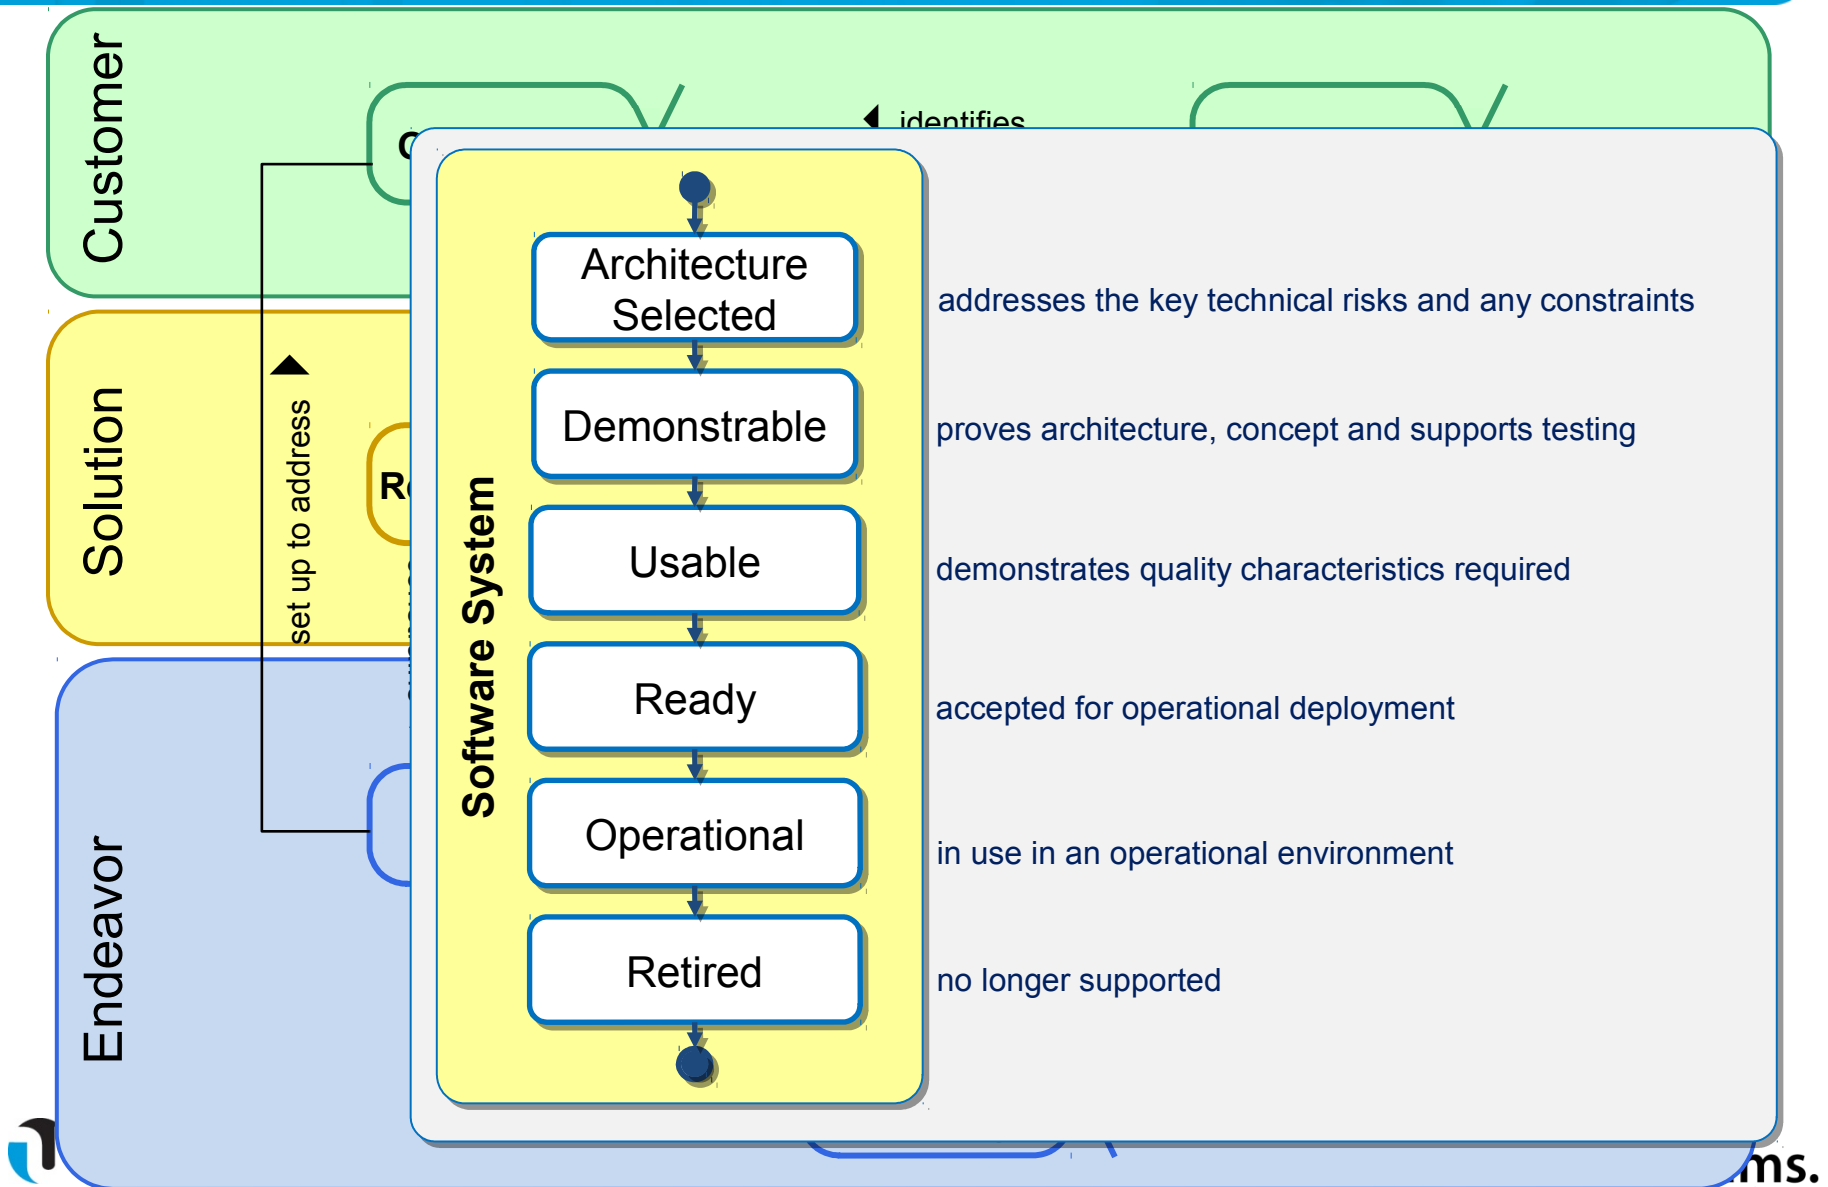 Customer
identifies
Architecture
Selected
addresses the key technical risks and any constraints
Solution
set up to address
Demonstrable
proves architecture, concept and supports testing
Software System
Usable
demonstrates quality characteristics required
Ready
accepted for operational deployment
Endeavor
Operational
in use in an operational environment
Retired
no longer supported
ms.